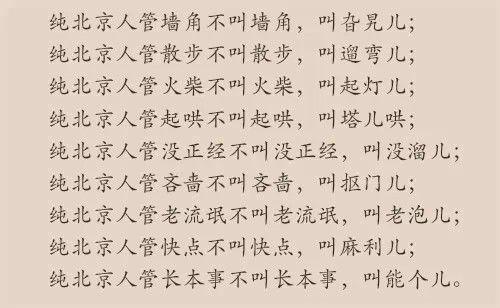 纯北京人管墙角不叫墙角，叫旮旯儿；
纯北京人管散步不叫散步，叫遛弯儿；
纯北京人管火柴不叫火柴，叫起灯儿；
纯北京人管起哄不叫起哄，叫塔儿哄；
纯北京人管没正经不叫没正经，叫没溜儿；
纯北京人管吝啬不叫吝啬，叫抠门儿；
纯北京人管老流氓不叫老流氓，叫老泡儿；
纯北京人管快点不叫快点，叫麻利儿；
纯北京人管长本事不叫长本事，叫能个儿。